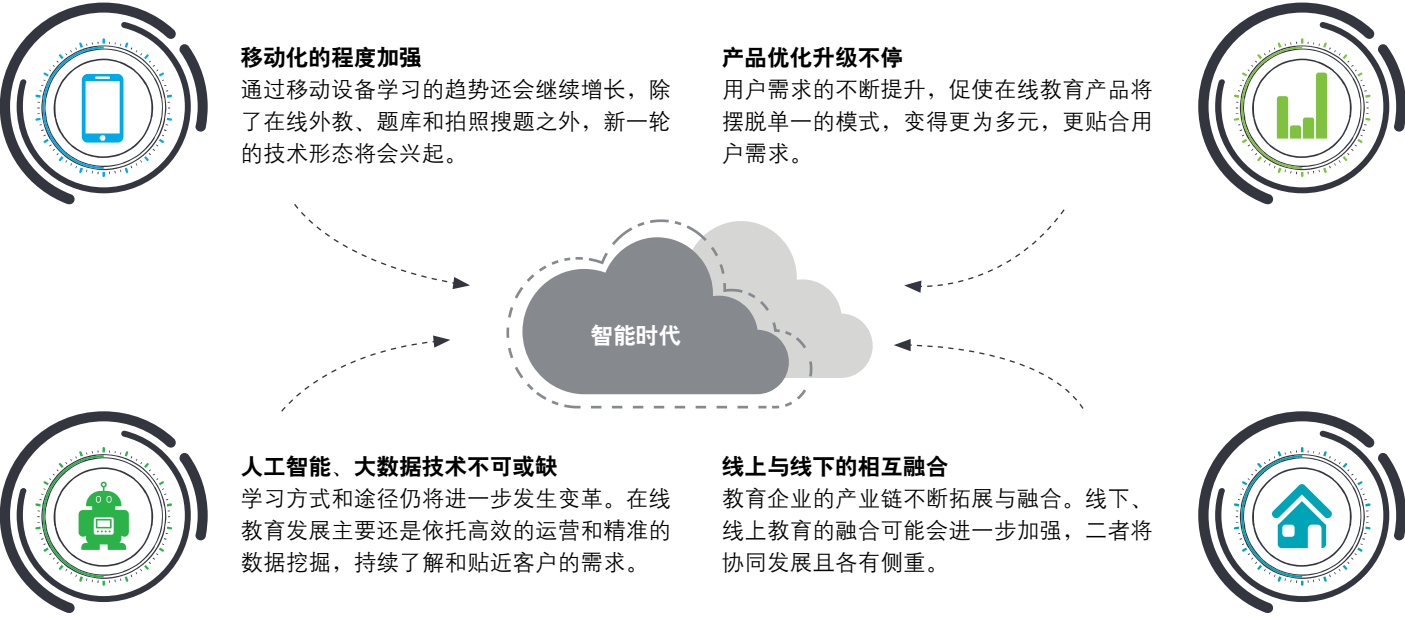 移动化的程度加强
通过移动设备学习的趋势还会继续增长，除
了在线外教、题库和拍照搜题之外，新一轮
的技术形态将会兴起。
产品优化升级不停
用户需求的不断提升，促使在线教育产品将
摆脱单一的模式，变得更为多元，更贴合用
户需求。
智能时代
人工智能、大数据技术不可或缺
学习方式和途径仍将进一步发生变革。在线
教育发展主要还是依托高效的运营和精准的
数据挖掘，持续了解和贴近客户的需求。
线上与线下的相互融合
教育企业的产业链不断拓展与融合。线下、
线上教育的融合可能会进一步加强，二者将
协同发展且各有侧重。